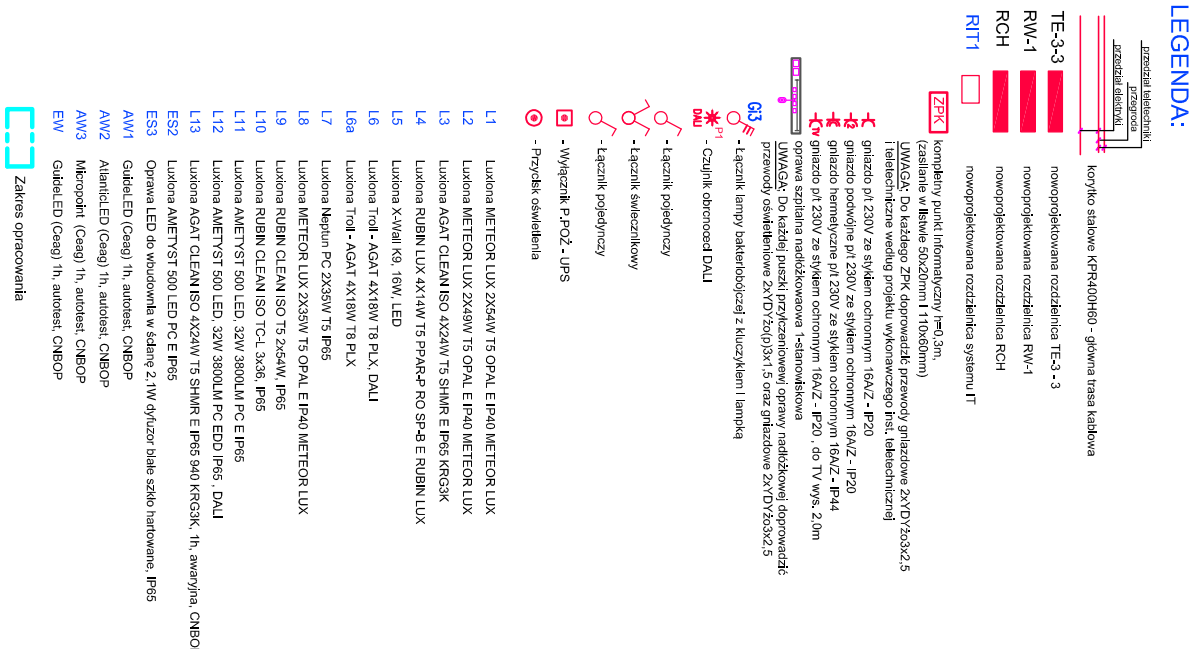 LEGENDA:
przedział teletechniki
przegroda
przedział elektryki
korytko stalowe KPR400H60 - główna trasa kablowa
TE-3-3 nowoprojektowana rozdzielnica TE-3 - 3
RW-1 nowoprojektowana rozdzielnica RW-1
RCH nowoprojektowana rozdzielnica RCH
RIT1 nowoprojektowana rozdzielnica systemu IT
ZPK kompletny punkt informatyczny h=0,3m,
(zasilanie w listwie 50x20mm i 110x60mm)
UWAGA: Do każdego ZPK doprowadzić przewody gniazdowe 2xYDYżo3x2,5
i teletechniczne według projektu wykonawczego inst. teletechnicznej
gniazdo p/t 230V ze stykiem ochronnym 16A/Z - IP20
2 gniazdo podwójne p/t 230V ze stykiem ochronnym 16A/Z - IP20
gniazdo hermetyczne p/t 230V ze stykiem ochronnym 16A/Z - IP44
TV gniazdo p/t 230V ze stykiem ochronnym 16A/Z - IP20 , do TV wys. 2,0m
oprawa szpitalna nadłóżkowa 1-stanowiskowa
UWAGA: Do każdej puszki przyłączeniowej oprawy nadłóżkowej doprowadzić
przewody oświetleniowe 2xYDYżo(p)3x1,5 oraz gniazdowe 2xYDYżo3x2,5
G3 - Łącznik lampy bakteriobójczej z kluczykiem i lampką
P1 DALI - Czujnik obronoced DALI
- Łącznik pojedynczy
- Łącznik świecznikowy
- Łącznik pojedynczy
- Wyłącznik P.POŻ - UPS
- Przycisk oświetlenia
L1 Luxiona METEOR LUX 2X54W T5 OPAL E IP40 METEOR LUX
L2 Luxiona METEOR LUX 2X49W T5 OPAL E IP40 METEOR LUX
L3 Luxiona AGAT CLEAN ISO 4X24W T5 SHMR E IP65 KRG3K
L4 Luxiona RUBIN LUX 4X14W T5 PPAR-P RO SP-B E RUBIN LUX
L5 Luxiona X-Wall K9, 16W, LED
L6 Luxiona Troll - AGAT 4X18W T8 PLX, DALI
L6a Luxiona Troll - AGAT 4X18W T8 PLX
L7 Luxiona Neptun PC 2X35W T5 IP65
L8 Luxiona METEOR LUX 2X35W T5 OPAL E IP40 METEOR LUX
L9 Luxiona RUBIN CLEAN ISO T5 2x54W, IP65
L10 Luxiona RUBIN CLEAN ISO TC-L 3x36, IP65
L11 Luxiona AMETYST 500 LED, 32W 3800LM PC E IP65
L12 Luxiona AMETYST 500 LED, 32W 3800LM PC EDD IP65 , DALI
L13 Luxiona AGAT CLEAN ISO 4X24W T5 SHMR E IP65 940 KRG3K, 1h, awaryjna, CNBO
ES2 Luxiona AMETYST 500 LED PC E IP65
ES3 Oprawa LED do wbudownia w śdanę 2,1W dyfuzor białe szkło hartowane, IP65
AW1 GuideLED (Ceag) 1h, autotest, CNBOP
AW2 AtlanticLED (Ceag) 1h, autotest, CNBOP
AW3 Micropoint (Ceag) 1h, autotest, CNBOP
EW GuideLED (Ceag) 1h, autotest, CNBOP
Zakres opracowania